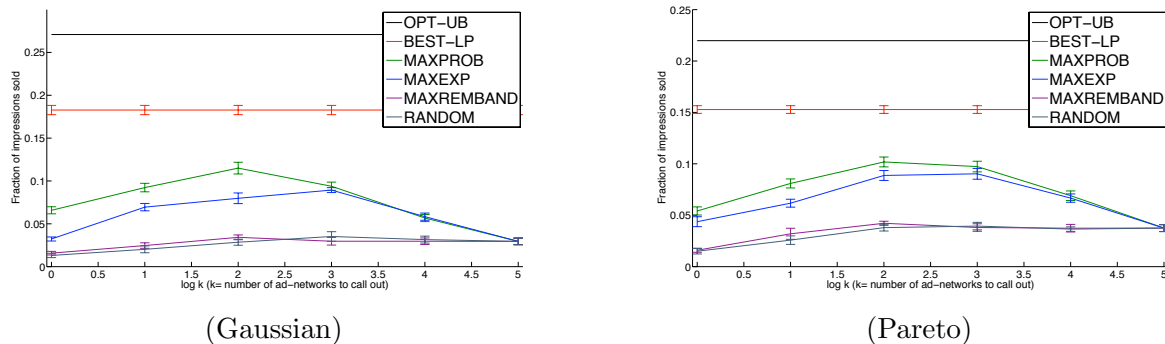 OPT-UB
BEST-LP
MAXPROB
MAXEXP
MAXREMBAND
RANDOM
Fraction of impressions sold
0.25
0.2
0.15
0.1
0.05
0
0 0.5 1 1.5 2 2.5 3 3.5 4 4.5 5
log k (k= number of ad-networks to call out)
(Gaussian)
OPT-UB
BEST-LP
MAXPROB
MAXEXP
MAXREMBAND
RANDOM
Fraction of impressions sold
0.25
0.2
0.15
0.1
0.05
0
0 0.5 1 1.5 2 2.5 3 3.5 4 4.5 5
log k (k= number of ad-networks to call out)
(Pareto)